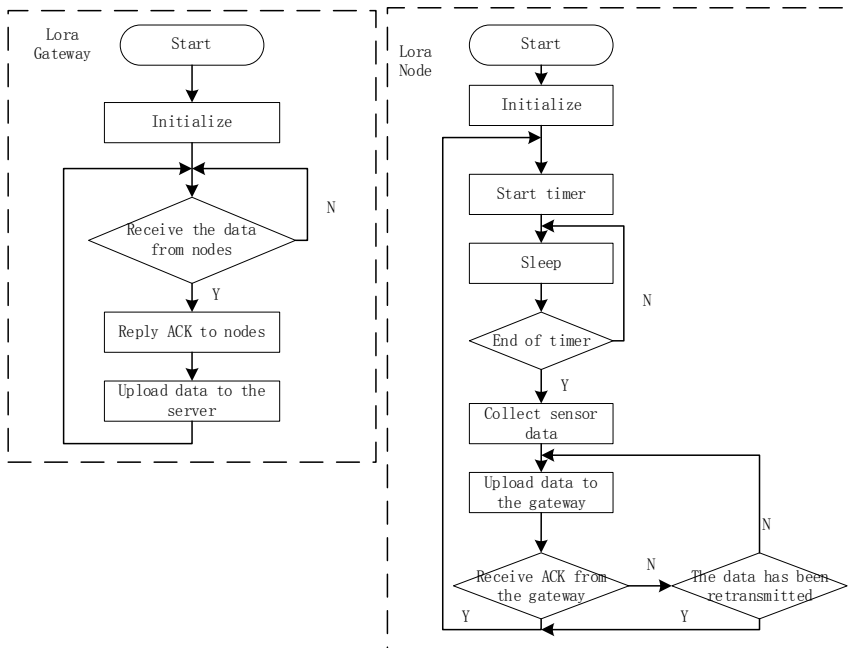 Lora
Gateway
Start
Initialize
N
Receive the data
from nodes
Y
Reply ACK to nodes
Upload data to the
server
Lora
Node
Start
Initialize
Start timer
Sleep
N
End of timer
Y
Collect sensor
data
Upload data to
the gateway
N
N
Receive ACK from
the gateway
The data has been
retransmitted
Y
Y